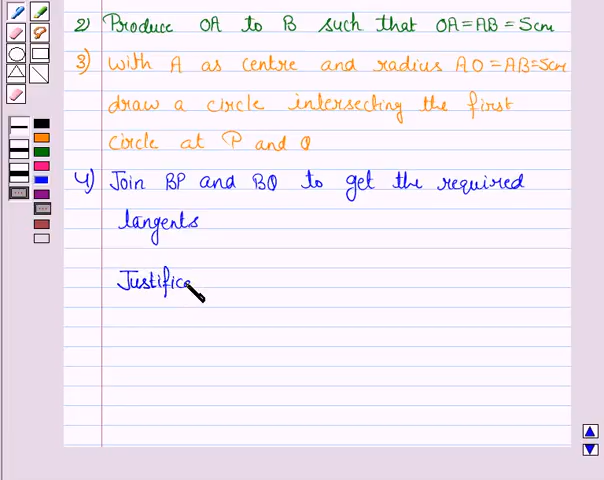 2) Produce OA to B such that OA=AB=5cm
3) With A as centre and radius AO=AB=5cm
draw a circle intersecting the first
circle at P and Q
4) Join BP and BQ to get the required
tangents
Justifica